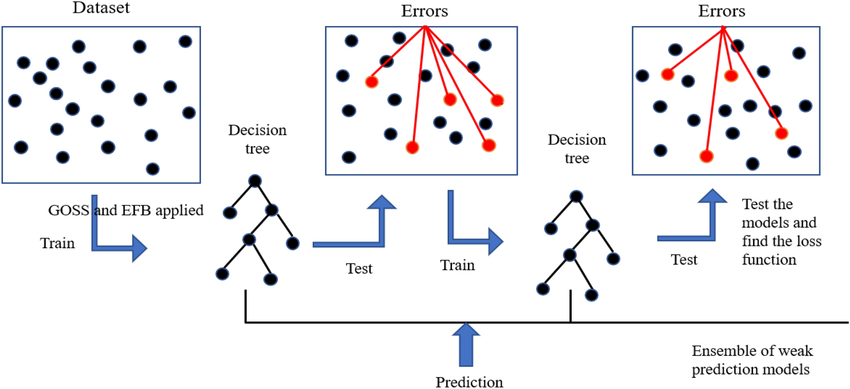 Dataset
Errors
Errors
Decision
tree
Decision
tree
GOSS and EFB applied
Train
Test
Train
Test
Test the
models and
find the loss
function
Ensemble of weak
prediction models
Prediction